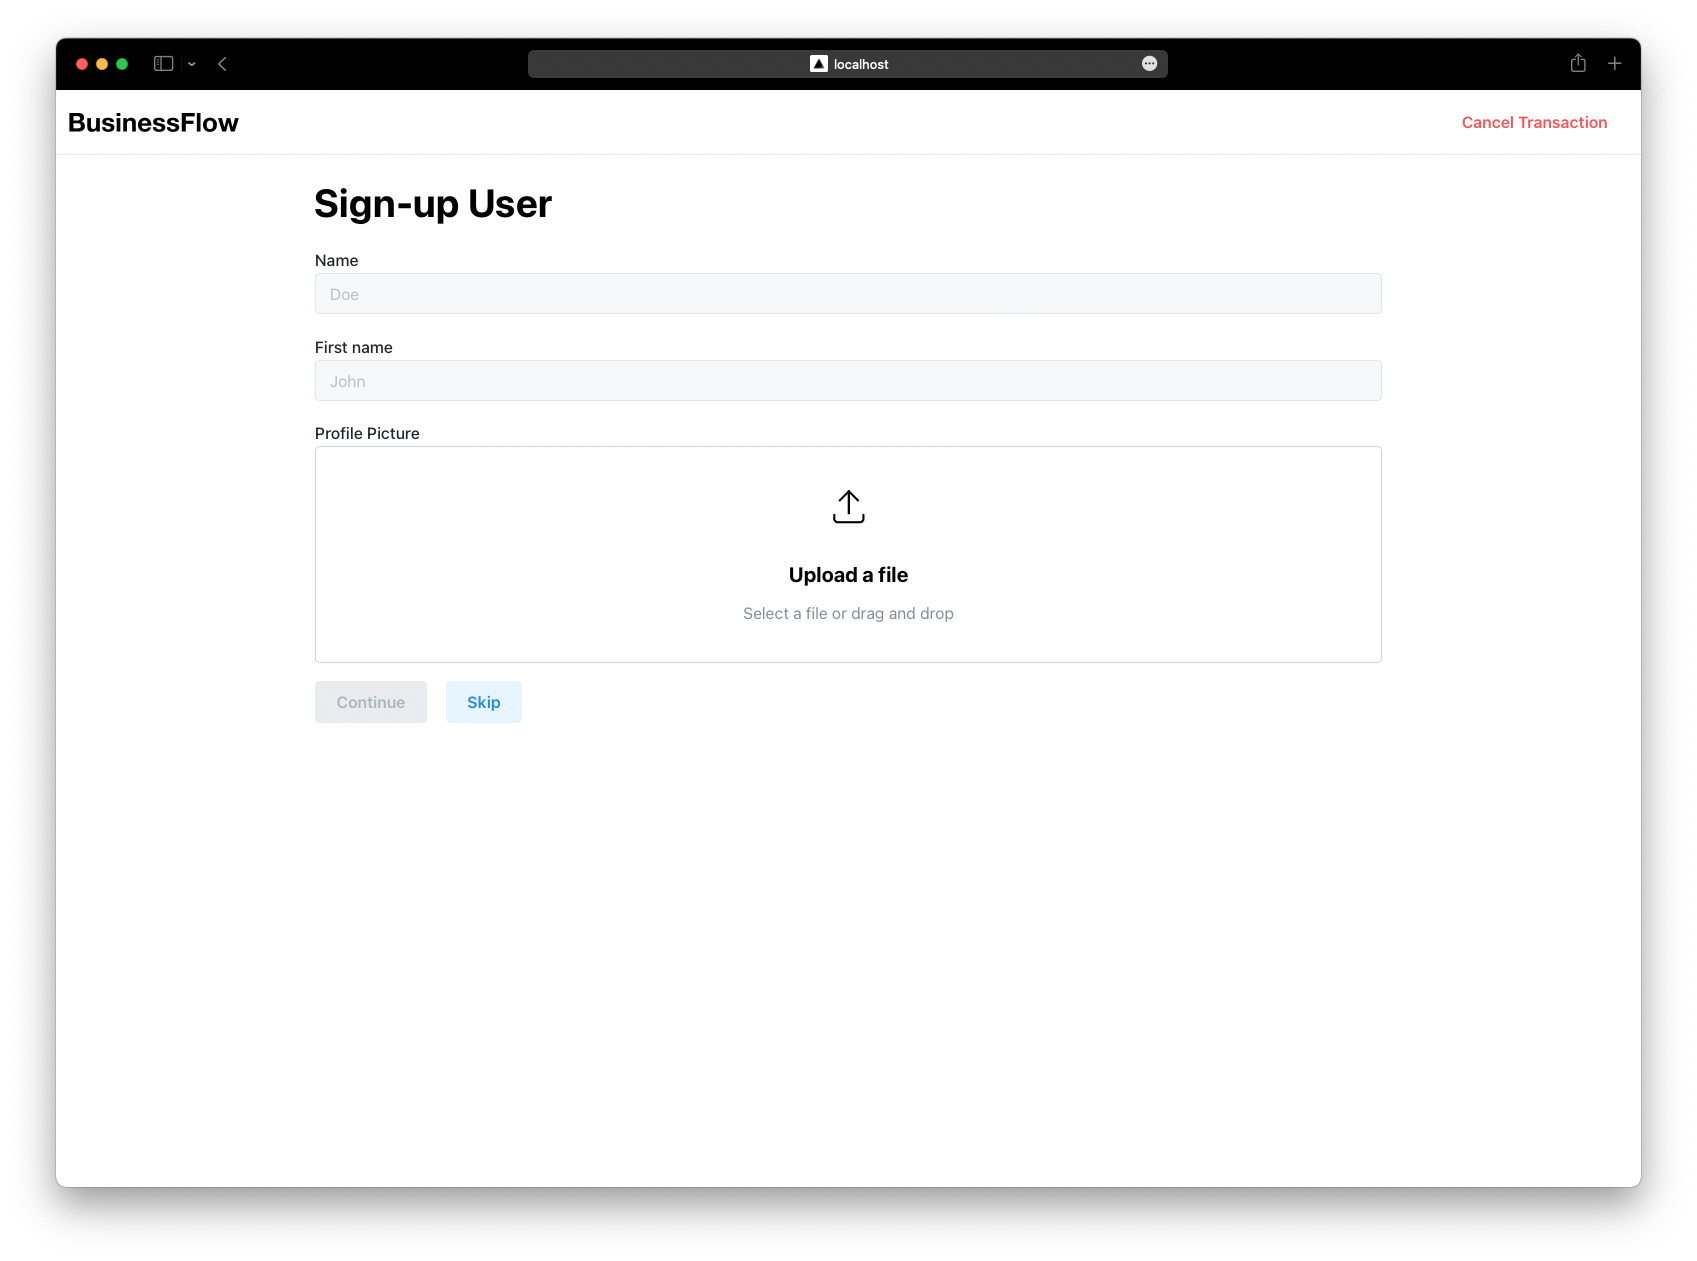 localhost
BusinessFlow
Cancel Transaction
Sign-up User
Name
Doe
First name
John
Profile Picture
Upload a file
Select a file or drag and drop
Continue
Skip